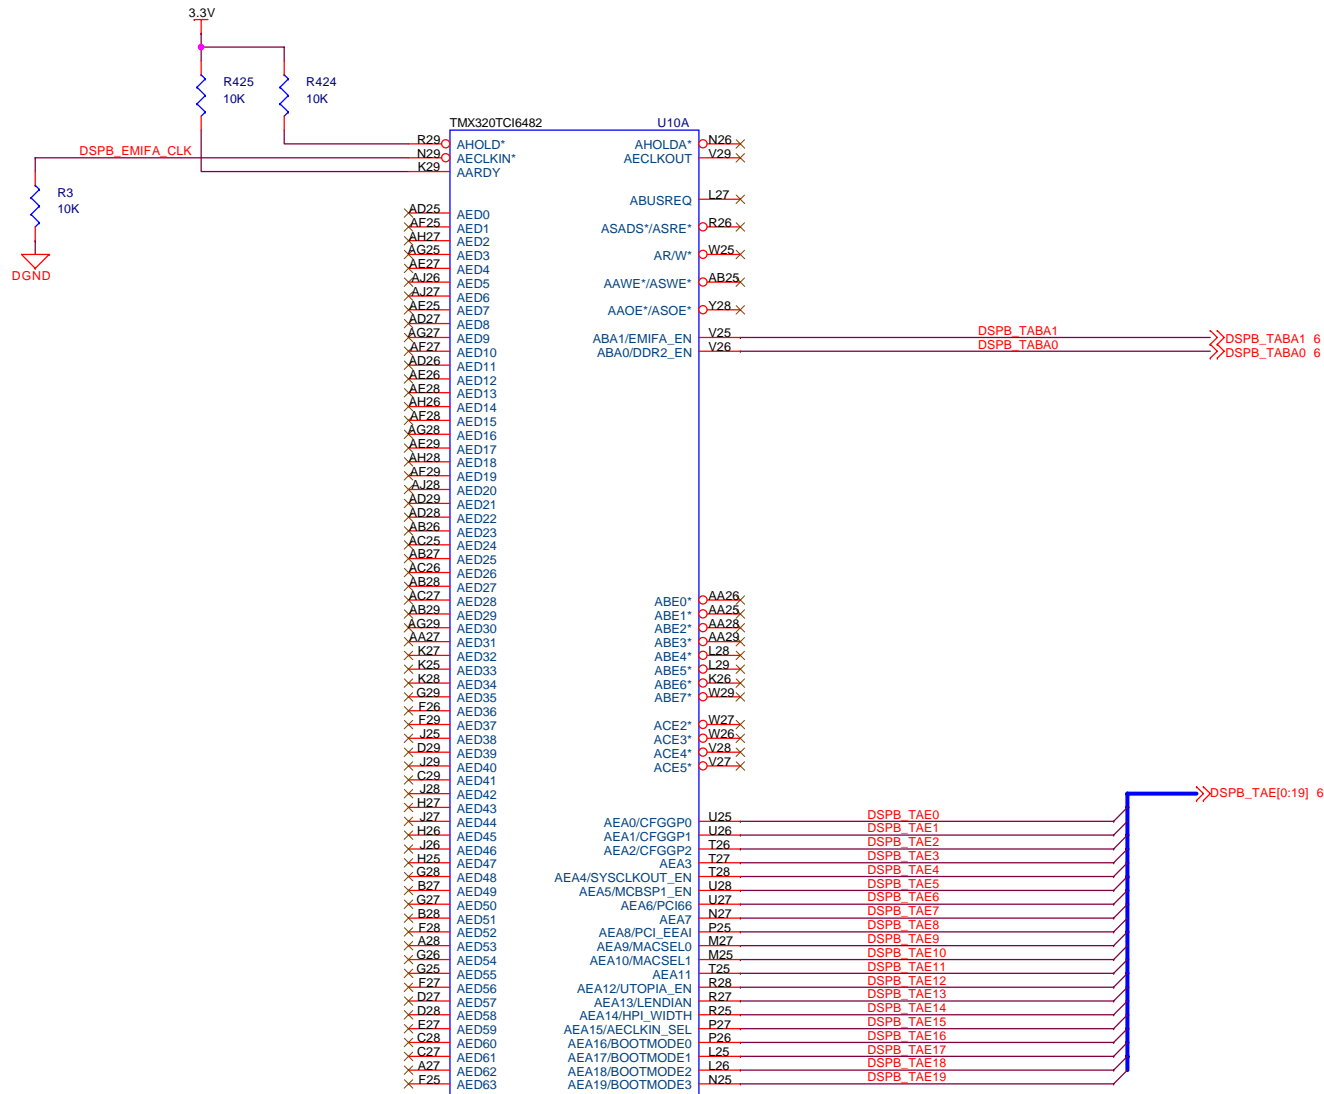 3.3V
R425
10K
R424
10K
TMX320TCI6482
U10A
DSPB_EMIFA_CLK
R3
10K
DGND
R29 AHOLD*
N29 AECLKIN*
K29 AARDY
AD25 AED0
AF25 AED1
AH27 AED2
AG25 AED3
AE27 AED4
AJ26 AED5
AJ27 AED6
AE25 AED7
AD27 AED8
AG27 AED9
AF27 AED10
AD26 AED11
AE26 AED12
AE28 AED13
AH26 AED14
AF28 AED15
AG28 AED16
AE29 AED17
AH28 AED18
AF29 AED19
AJ28 AED20
AD29 AED21
AD28 AED22
AB26 AED23
AC25 AED24
AB27 AED25
AC26 AED26
AB28 AED27
AC27 AED28
AB29 AED29
AG29 AED30
AA27 AED31
K27 AED32
K25 AED33
K28 AED34
G29 AED35
F26 AED36
F29 AED37
J25 AED38
D29 AED39
J29 AED40
C29 AED41
J28 AED42
H27 AED43
J27 AED44
H26 AED45
J26 AED46
H25 AED47
G28 AED48
B27 AED49
G27 AED50
B28 AED51
F28 AED52
A28 AED53
G26 AED54
G25 AED55
F27 AED56
D27 AED57
D28 AED58
E27 AED59
C28 AED60
C27 AED61
A27 AED62
F25 AED63
AHOLDA* N26
AECLKOUT V29
ABUSREQ L27
ASADS*/ASRE* R26
AR/W* W25
AAWE*/ASWE* AB25
AAOE*/ASOE* Y28
ABA1/EMIFA_EN V25 DSPB_TABA1 DSPB_TABA1 6
ABA0/DDR2_EN V26 DSPB_TABA0 DSPB_TABA0 6
ABE0* AA26
ABE1* AA25
ABE2* AA28
ABE3* AA29
ABE4* L28
ABE5* L29
ABE6* K26
ABE7* W29
ACE2* W27
ACE3* W26
ACE4* V28
ACE5* V27
DSPB_TAE[0:19] 6
AEA0/CFGGP0 U25 DSPB_TAE0
AEA1/CFGGP1 U26 DSPB_TAE1
AEA2/CFGGP2 T26 DSPB_TAE2
AEA3 T27 DSPB_TAE3
AEA4/SYSCLKOUT_EN T28 DSPB_TAE4
AEA5/MCBSP1_EN U28 DSPB_TAE5
AEA6/PCI66 U27 DSPB_TAE6
AEA7 N27 DSPB_TAE7
AEA8/PCI_EEAI P25 DSPB_TAE8
AEA9/MACSEL0 M27 DSPB_TAE9
AEA10/MACSEL1 M25 DSPB_TAE10
AEA11 T25 DSPB_TAE11
AEA12/UTOPIA_EN R28 DSPB_TAE12
AEA13/LENDIAN R27 DSPB_TAE13
AEA14/HPI_WIDTH R25 DSPB_TAE14
AEA15/AECLKIN_SEL P27 DSPB_TAE15
AEA16/BOOTMODE0 P26 DSPB_TAE16
AEA17/BOOTMODE1 L25 DSPB_TAE17
AEA18/BOOTMODE2 L26 DSPB_TAE18
AEA19/BOOTMODE3 N25 DSPB_TAE19